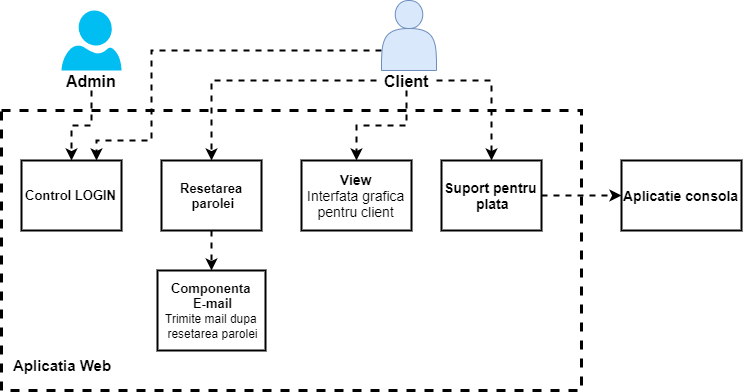 Admin
Client
Control LOGIN
Resetarea
parolei
View
Interfata grafica
pentru client
Suport pentru
plata
Aplicatie consola
Componenta
E-mail
Trimite mail dupa
resetarea parolei
Aplicatia Web